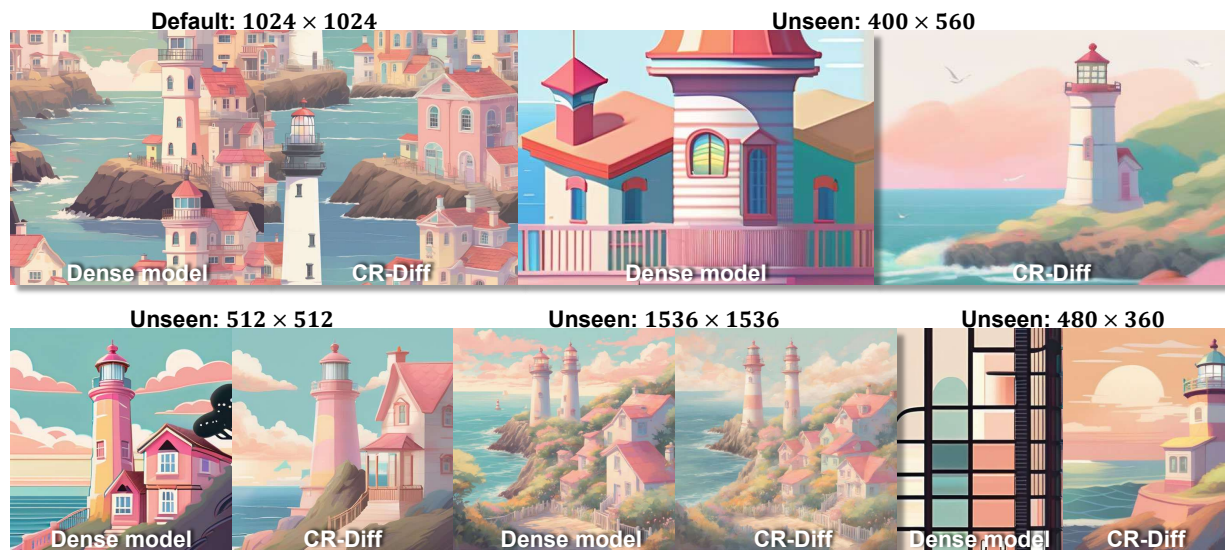 Default: 1024 × 1024
Unseen: 400 × 560
Dense model
CR-Diff
Dense model
CR-Diff
Unseen: 512 × 512
Unseen: 1536 × 1536
Unseen: 480 × 360
Dense model
CR-Diff
Dense model
CR-Diff
Dense model
CR-Diff